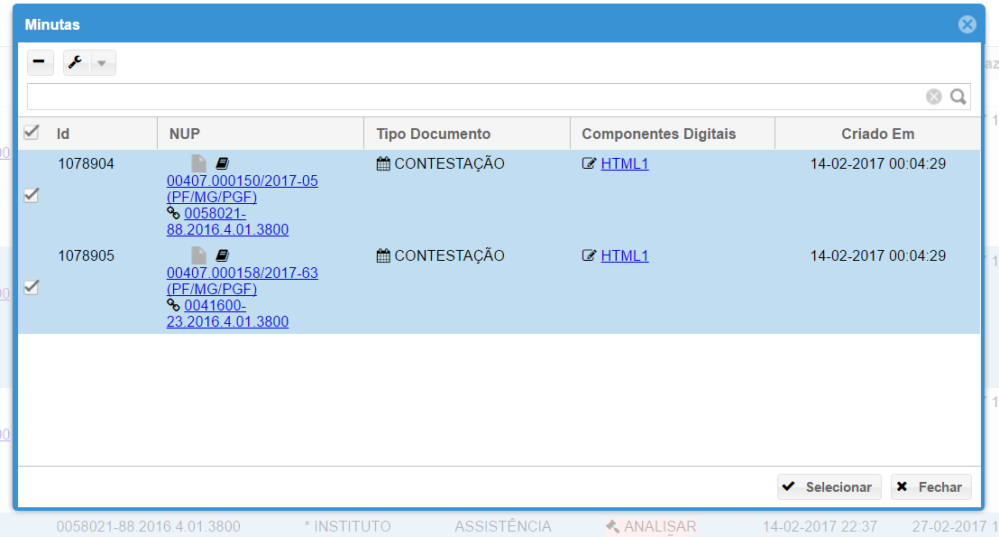 Minutas
Id NUP Tipo Documento Componentes Digitais Criado Em
1078904 CONTESTAÇÃO HTML1 14-02-2017 00:04:29
00407.000150/2017-05
(PF/MG/PGF)
0058021-
88.2016.4.01.3800
1078905 CONTESTAÇÃO HTML1 14-02-2017 00:04:29
00407.000158/2017-63
(PF/MG/PGF)
0041600-
23.2016.4.01.3800
Selecionar Fechar
0058021-88.2016.4.01.3800 * INSTITUTO ASSISTÊNCIA ANALISAR 14-02-2017 22:37 27-02-2017 1